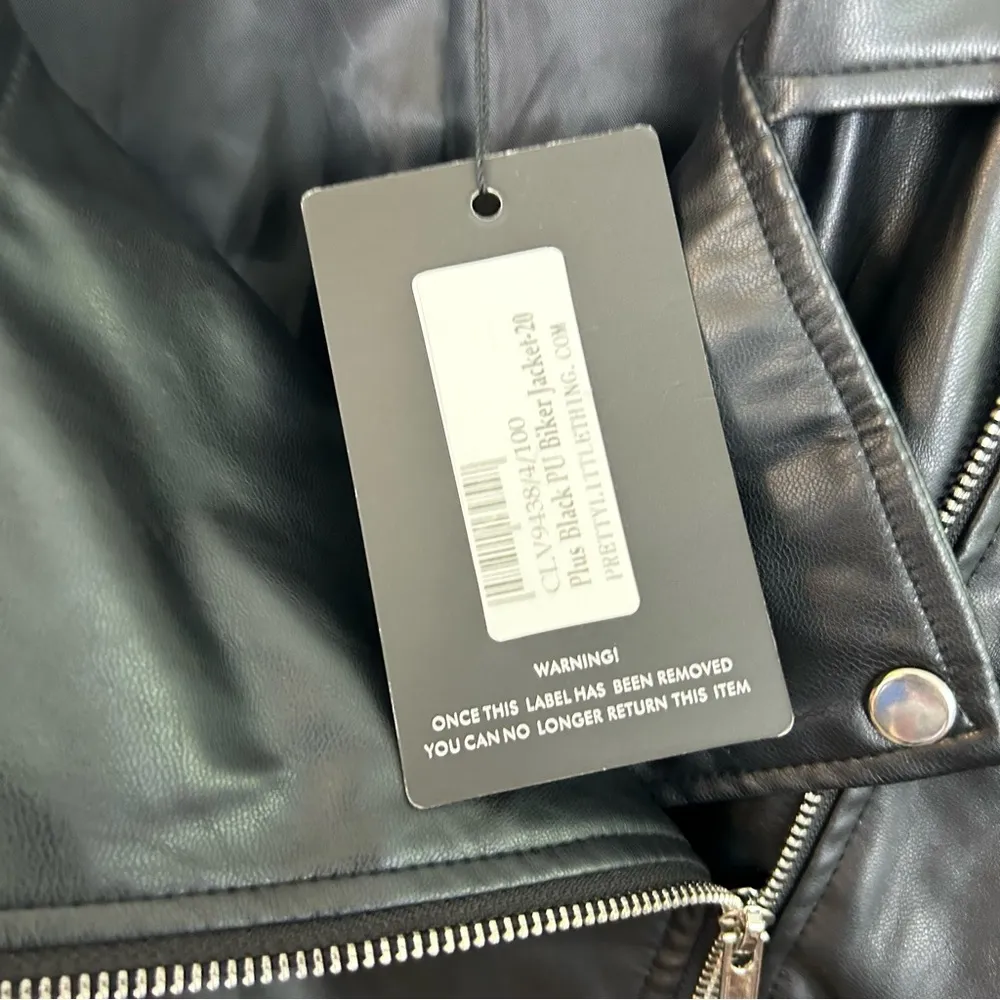 CLV9438/4/100
Plus Black PU Biker Jacket-20
PRETTYLITTLETHING. COM
WARNING!
ONCE THIS LABEL HAS BEEN REMOVED
YOU CAN NO LONGER RETURN THIS ITEM